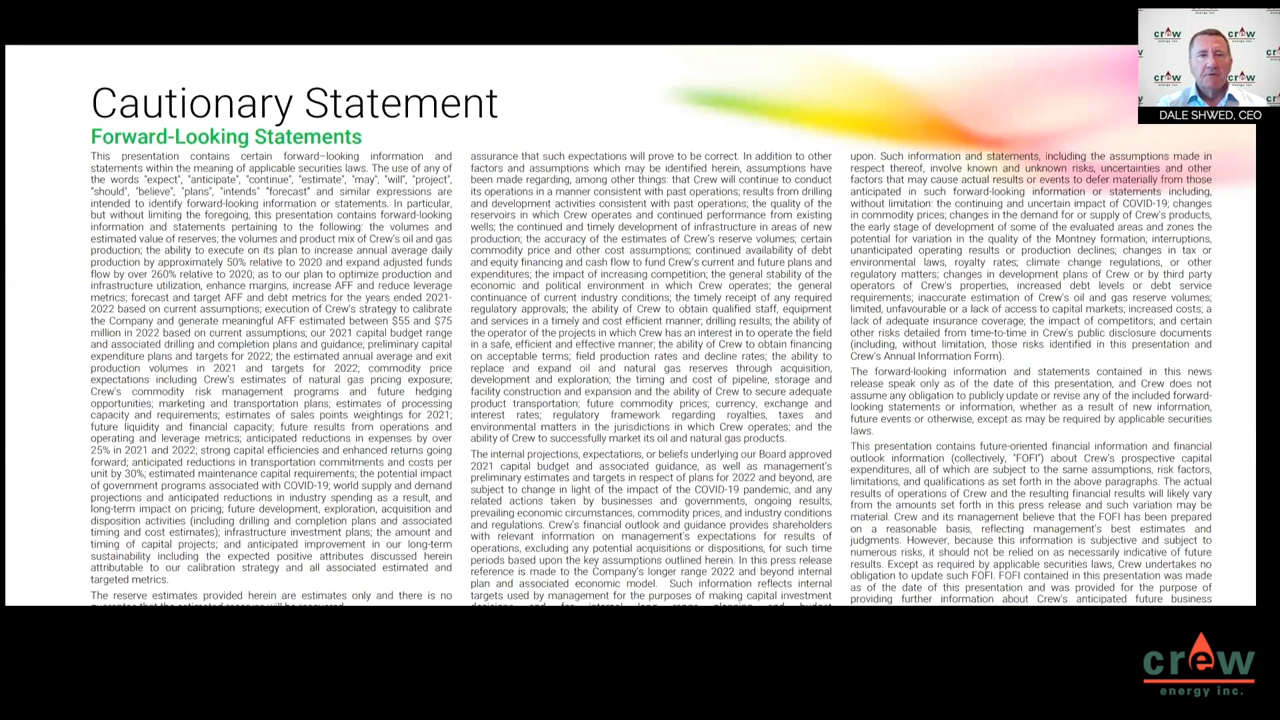 Cautionary Statement
Forward-Looking Statements
This presentation contains certain forward–looking information and
statements within the meaning of applicable securities laws. The use of any of
the words "expect", "anticipate", "continue", "estimate", "may", "will", "project",
"should", "believe", "plans", "intends" "forecast" and similar expressions are
intended to identify forward-looking information or statements. In particular,
but without limiting the foregoing, this presentation contains forward-looking
information and statements pertaining to the following: the volumes and
estimated value of reserves; the volumes and product mix of Crew's oil and gas
production; the ability to execute on its plan to increase annual average daily
production by approximately 50% relative to 2020 and expand adjusted funds
flow by over 260% relative to 2020; as to our plan to optimize production and
infrastructure utilization, enhance margins, increase AFF and reduce leverage
metrics; forecast and target AFF and debt metrics for the years ended 2021-
2022 based on current assumptions; execution of Crew's strategy to calibrate
the Company and generate meaningful AFF estimated between $55 and $75
million in 2022 based on current assumptions; our 2021 capital budget range
and associated drilling and completion plans and guidance; preliminary capital
expenditure plans and targets for 2022; the estimated annual average and exit
production volumes in 2021 and targets for 2022; commodity price
expectations including Crew's estimates of natural gas pricing exposure;
Crew's commodity risk management programs and future hedging
opportunities; marketing and transportation plans; estimates of processing
capacity and requirements; estimates of sales points weightings for 2021;
future liquidity and financial capacity; future results from operations and
operating and leverage metrics; anticipated reductions in expenses by over
25% in 2021 and 2022; strong capital efficiencies and enhanced returns going
forward; anticipated reductions in transportation commitments and costs per
unit by 30%; estimated maintenance capital requirements; the potential impact
of government programs associated with COVID-19; world supply and demand
projections and anticipated reductions in industry spending as a result, and
long-term impact on pricing; future development, exploration, acquisition and
disposition activities (including drilling and completion plans and associated
timing and cost estimates); infrastructure investment plans; the amount and
timing of capital projects; and anticipated improvement in our long-term
sustainability including the expected positive attributes discussed herein
attributable to our calibration strategy and all associated estimated and
targeted metrics.
The reserve estimates provided herein are estimates only and there is no
guarantee that the estimated reserves will be recovered.
assurance that such expectations will prove to be correct. In addition to other
factors and assumptions which may be identified herein, assumptions have
been made regarding, among other things: that Crew will continue to conduct
its operations in a manner consistent with past operations; results from drilling
and development activities consistent with past operations; the quality of the
reservoirs in which Crew operates and continued performance from existing
wells; the continued and timely development of infrastructure in areas of new
production; the accuracy of the estimates of Crew's reserve volumes; certain
commodity price and other cost assumptions; continued availability of debt
and equity financing and cash flow to fund Crew's current and future plans and
expenditures; the impact of increasing competition; the general stability of the
economic and political environment in which Crew operates; the general
continuance of current industry conditions; the timely receipt of any required
regulatory approvals; the ability of Crew to obtain qualified staff, equipment
and services in a timely and cost efficient manner; drilling results; the ability of
the operator of the projects in which Crew has an interest in to operate the field
in a safe, efficient and effective manner; the ability of Crew to obtain financing
on acceptable terms; field production rates and decline rates; the ability to
replace and expand oil and natural gas reserves through acquisition,
development and exploration; the timing and cost of pipeline, storage and
facility construction and expansion and the ability of Crew to secure adequate
product transportation; future commodity prices; currency, exchange and
interest rates; regulatory framework regarding royalties, taxes and
environmental matters in the jurisdictions in which Crew operates; and the
ability of Crew to successfully market its oil and natural gas products.
The internal projections, expectations, or beliefs underlying our Board approved
2021 capital budget and associated guidance, as well as management's
preliminary estimates and targets in respect of plans for 2022 and beyond, are
subject to change in light of the impact of the COVID-19 pandemic, and any
related actions taken by businesses and governments, ongoing results,
prevailing economic circumstances, commodity prices, and industry conditions
and regulations. Crew's financial outlook and guidance provides shareholders
with relevant information on management's expectations for results of
operations, excluding any potential acquisitions or dispositions, for such time
periods based upon the key assumptions outlined herein. In this press release
reference is made to the Company's longer range 2022 and beyond internal
plan and associated economic model. Such information reflects internal
targets used by management for the purposes of making capital investment
decisions and for internal long range planning and budget
upon. Such information and statements, including the assumptions made in
respect thereof, involve known and unknown risks, uncertainties and other
factors that may cause actual results or events to defer materially from those
anticipated in such forward-looking information or statements including,
without limitation: the continuing and uncertain impact of COVID-19; changes
in commodity prices; changes in the demand for or supply of Crew's products,
the early stage of development of some of the evaluated areas and zones the
potential for variation in the quality of the Montney formation; interruptions,
unanticipated operating results or production declines; changes in tax or
environmental laws, royalty rates; climate change regulations, or other
regulatory matters; changes in development plans of Crew or by third party
operators of Crew's properties, increased debt levels or debt service
requirements; inaccurate estimation of Crew's oil and gas reserve volumes;
limited, unfavourable or a lack of access to capital markets; increased costs; a
lack of adequate insurance coverage; the impact of competitors; and certain
other risks detailed from time-to-time in Crew's public disclosure documents
(including, without limitation, those risks identified in this presentation and
Crew's Annual Information Form).
The forward-looking information and statements contained in this news
release speak only as of the date of this presentation, and Crew does not
assume any obligation to publicly update or revise any of the included forward-
looking statements or information, whether as a result of new information,
future events or otherwise, except as may be required by applicable securities
laws.
This presentation contains future-oriented financial information and financial
outlook information (collectively, "FOFI") about Crew's prospective capital
expenditures, all of which are subject to the same assumptions, risk factors,
limitations, and qualifications as set forth in the above paragraphs. The actual
results of operations of Crew and the resulting financial results will likely vary
from the amounts set forth in this press release and such variation may be
material. Crew and its management believe that the FOFI has been prepared
on a reasonable basis, reflecting management's best estimates and
judgments. However, because this information is subjective and subject to
numerous risks, it should not be relied on as necessarily indicative of future
results. Except as required by applicable securities laws, Crew undertakes no
obligation to update such FOFI. FOFI contained in this presentation was made
as of the date of this presentation and was provided for the purpose of
providing further information about Crew's anticipated future business
crew
energy inc.
DALE SHWED, CEO
crew
energy inc.